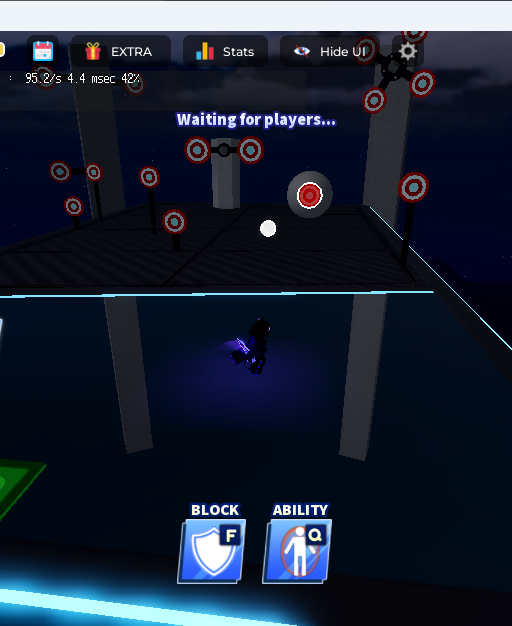 EXTRA Stats Hide UI
: 95.2/s 4.4 msec 42%
Waiting for players...
BLOCK ABILITY
F Q